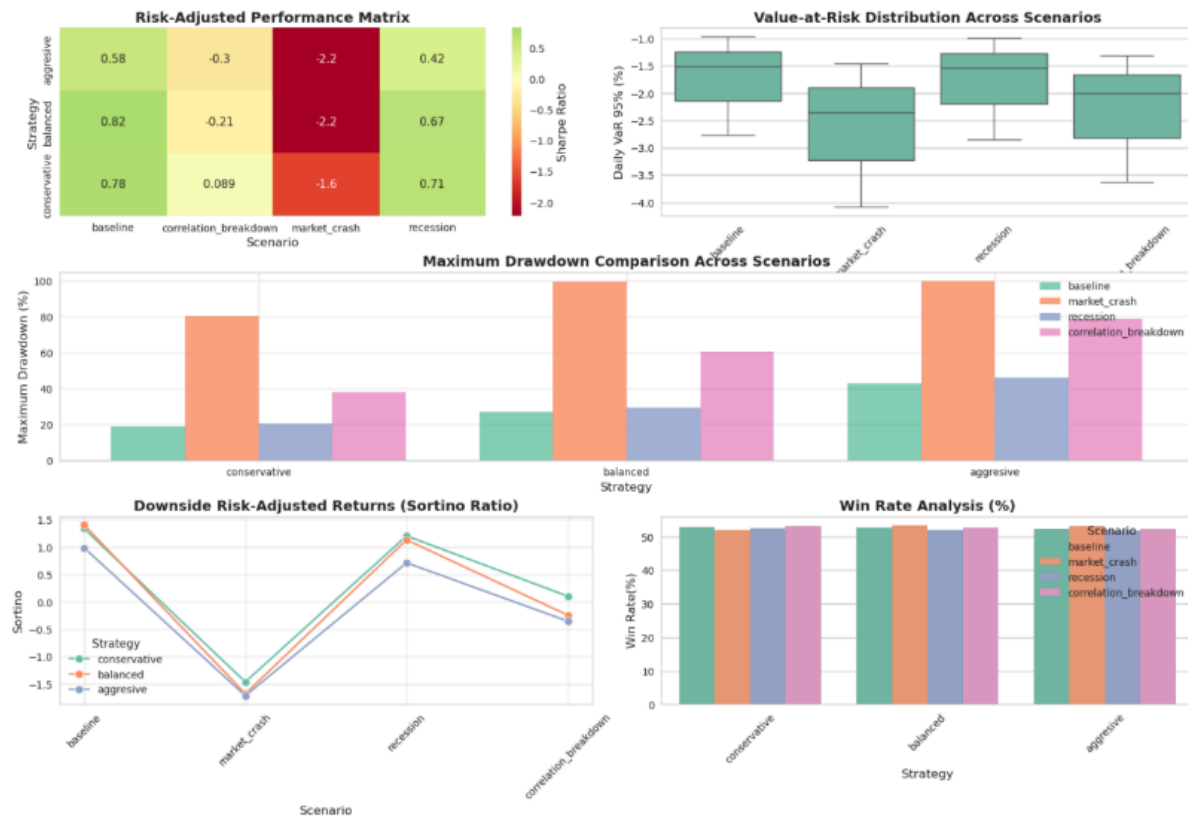 Risk-Adjusted Performance Matrix
Strategy
aggresive
balanced
conservative
0.58 -0.3 -2.2 0.42
0.82 -0.21 -2.2 0.67
0.78 0.089 -1.6 0.71
baseline correlation_breakdown market_crash recession
Scenario
0.5
0.0
-0.5
-1.0
-1.5
-2.0
Sharpe Ratio
Value-at-Risk Distribution Across Scenarios
Daily VaR 95% (%)
−1.0
−1.5
−2.0
−2.5
−3.0
−3.5
−4.0
baseline
market_crash
recession
n_breakdown
Maximum Drawdown Comparison Across Scenarios
Maximum Drawdown (%)
100
80
60
40
20
0
baseline
market_crash
recession
correlation_breakdown
conservative balanced aggresive
Strategy
Downside Risk-Adjusted Returns (Sortino Ratio)
Sortino
1.5
1.0
0.5
0.0
−0.5
−1.0
−1.5
Strategy
conservative
balanced
aggresive
baseline
market_crash
recession
correlation_breakdown
Scenario
Win Rate Analysis (%)
Win Rate(%)
50
40
30
20
10
0
Scenario
baseline
market_crash
recession
correlation_breakdown
conservative
balanced
aggresive
Strategy